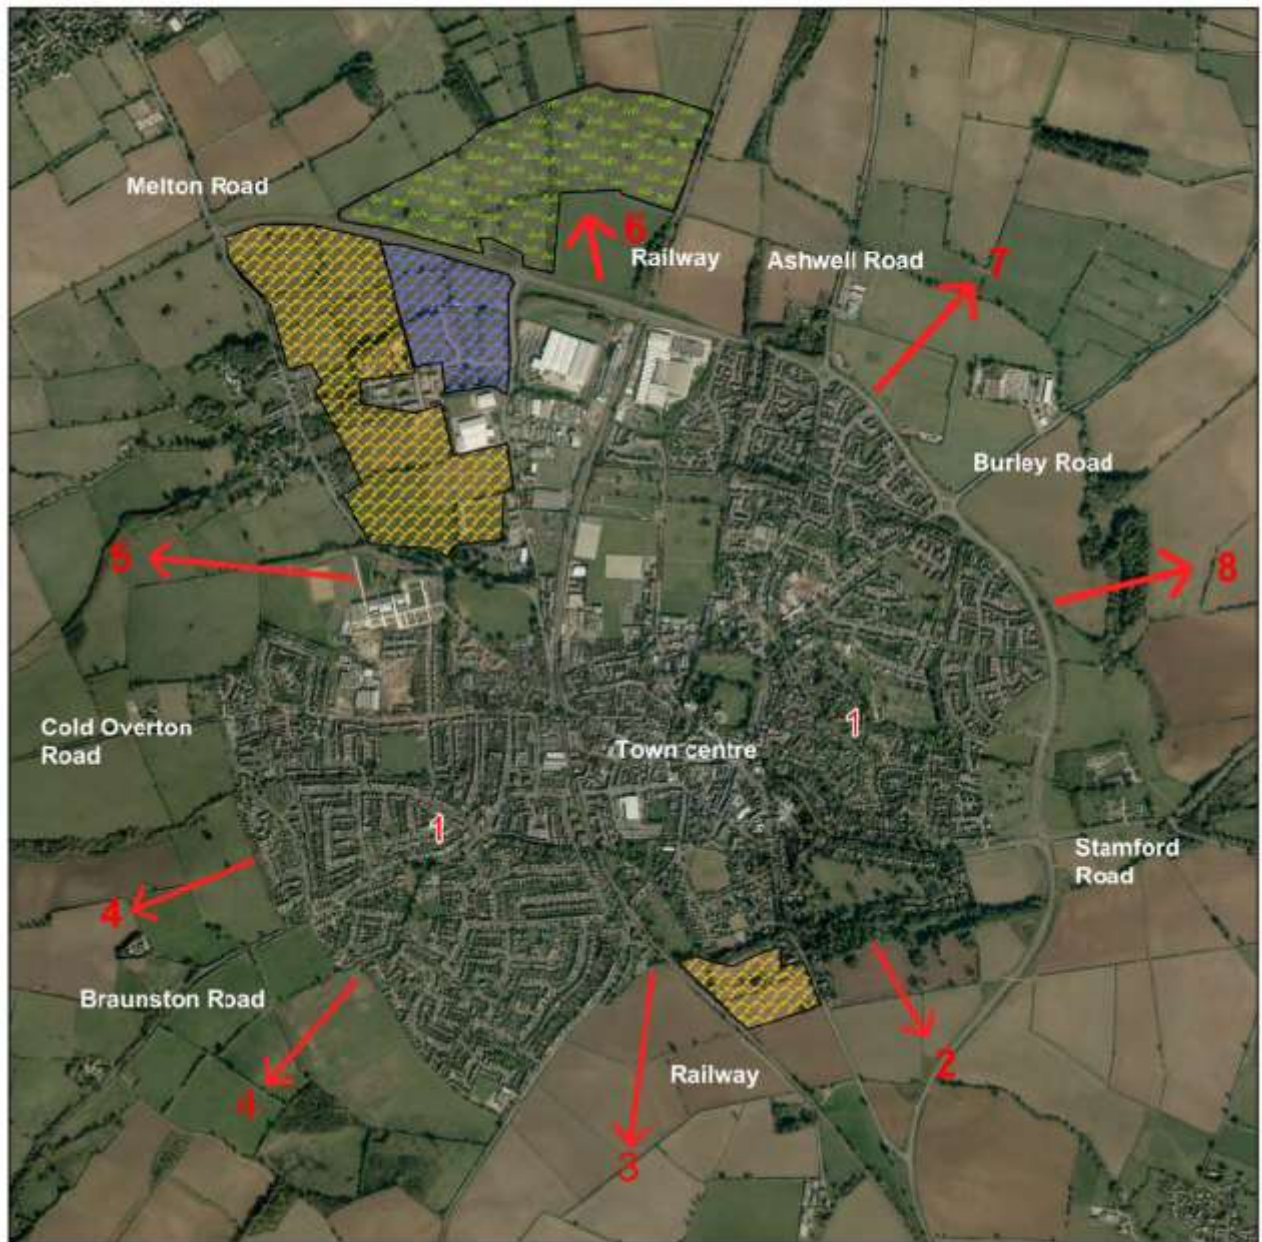 Melton Road
6
Railway
Ashwell Road
7
Burley Road
5
8
Cold Overton
Road
1
Town centre
1
Stamford
Road
4
Braunston Road
2
Railway
4
3